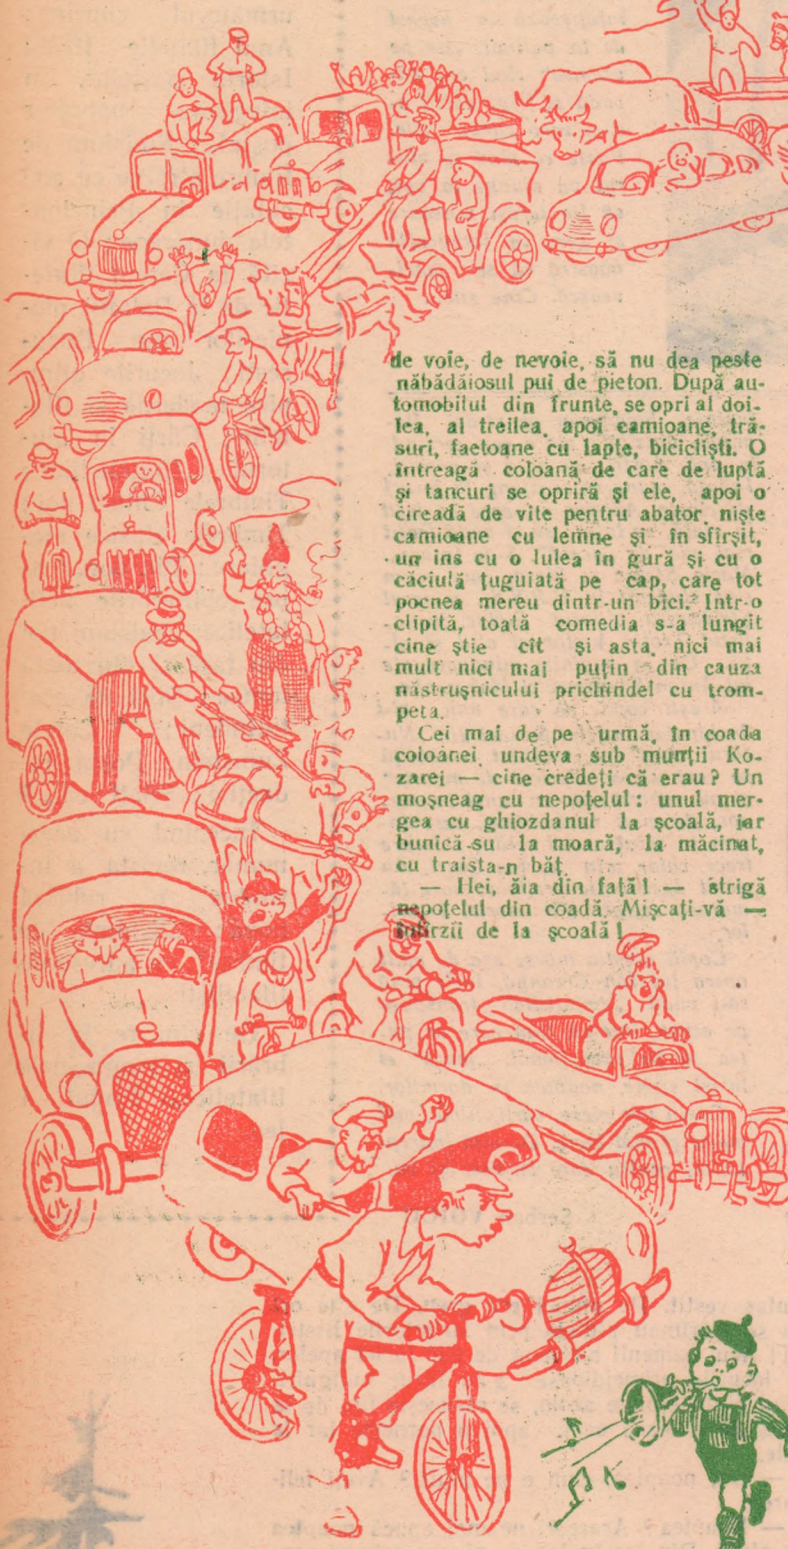 de voie, de nevoie, să nu dea peste
năbădăiosul pui de pieton. După au-
tomobilul din frunte, se opri al doi-
lea, al treilea, apoi camioane, tră-
suri, faetoane cu lapte, bicicliști. O
întreagă coloană de care de luptă
și tancuri se opriră și ele, apoi o
cireadă de vite pentru abator, niște
camioane cu lemne și în sfîrșit,
un ins cu o lulea în gură și cu o
căciulă țuguiată pe cap, care tot
pocnea mereu dintr-un bici. Intr-o
clipită, toată comedia s-a lungit
cine știe cît și asta, nici mai
mult nici mai puțin din cauza
năstrușnicului prichindel cu trom-
peta.
Cei mai de pe urmă, în coada
coloanei, undeva sub munții Ko-
zarei — cine credeți că erau? Un
moșneag cu nepoțelul: unul mer-
gea cu ghiozdanul la școală, iar
bunică-su la moară, la măcinat,
cu traista-n băț.
— Hei, ăia din față! — strigă
nepoțelul din coadă. Mișcați-vă —
întîrzii de la școală!